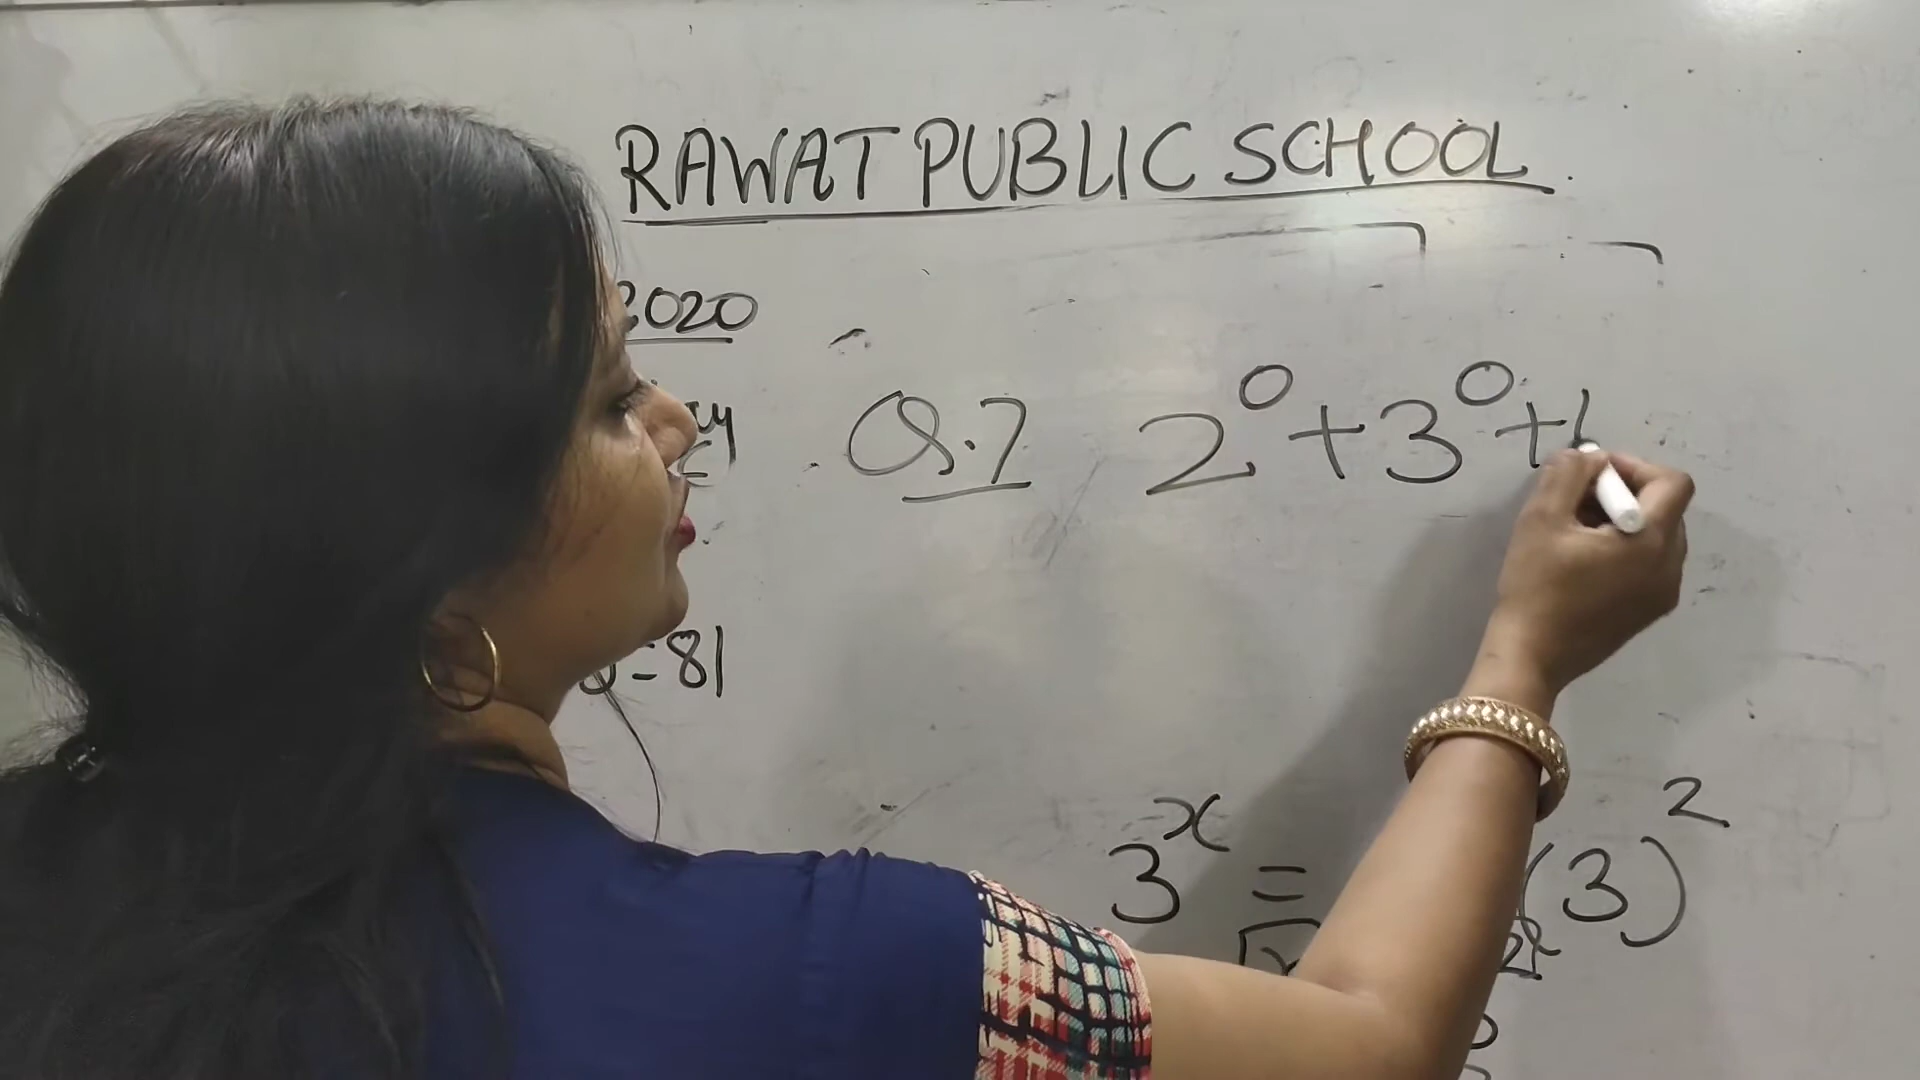 RAWAT PUBLIC SCHOOL
2020
Q.7 2⁰+3⁰+
=81
3ˣ = (3)²